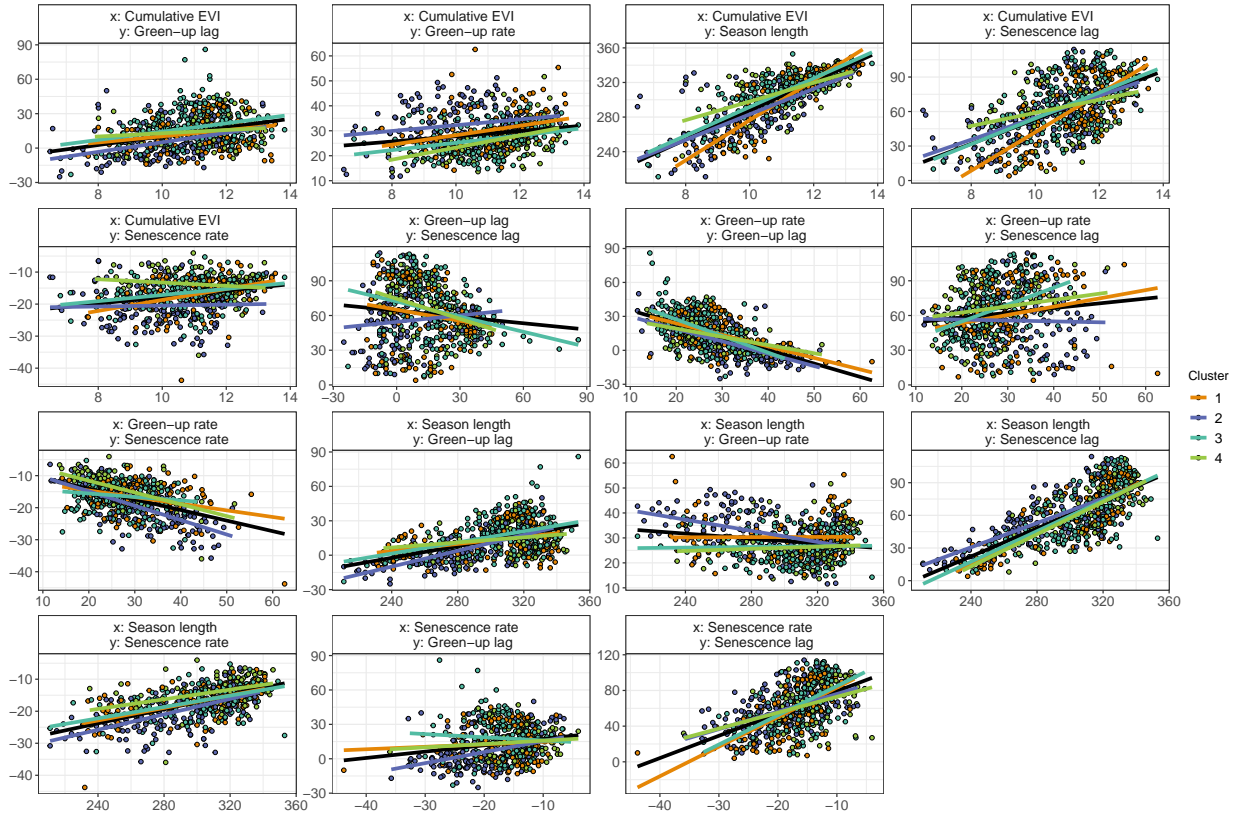 x: Cumulative EVI
y: Green−up lag
x: Cumulative EVI
y: Green−up rate
x: Cumulative EVI
y: Season length
x: Cumulative EVI
y: Senescence lag
90
60
30
0
−30
8 10 12 14
60
50
40
30
20
10
8 10 12 14
360
320
280
240
8 10 12 14
90
60
30
0
8 10 12 14
x: Cumulative EVI
y: Senescence rate
x: Green−up lag
y: Senescence lag
x: Green−up rate
y: Green−up lag
x: Green−up rate
y: Senescence lag
−10
−20
−30
−40
8 10 12 14
90
60
30
0
−30 0 30 60 90
90
60
30
0
−30
10 20 30 40 50 60
90
60
30
0
10 20 30 40 50 60
x: Green−up rate
y: Senescence rate
x: Season length
y: Green−up lag
x: Season length
y: Green−up rate
x: Season length
y: Senescence lag
−10
−20
−30
−40
10 20 30 40 50 60
90
60
30
0
−30
240 280 320 360
60
50
40
30
20
10
240 280 320 360
90
60
30
0
240 280 320 360
x: Season length
y: Senescence rate
x: Senescence rate
y: Green−up lag
x: Senescence rate
y: Senescence lag
−10
−20
−30
−40
240 280 320 360
90
60
30
0
−30
−40 −30 −20 −10
120
80
40
0
−40 −30 −20 −10
Cluster
1
2
3
4